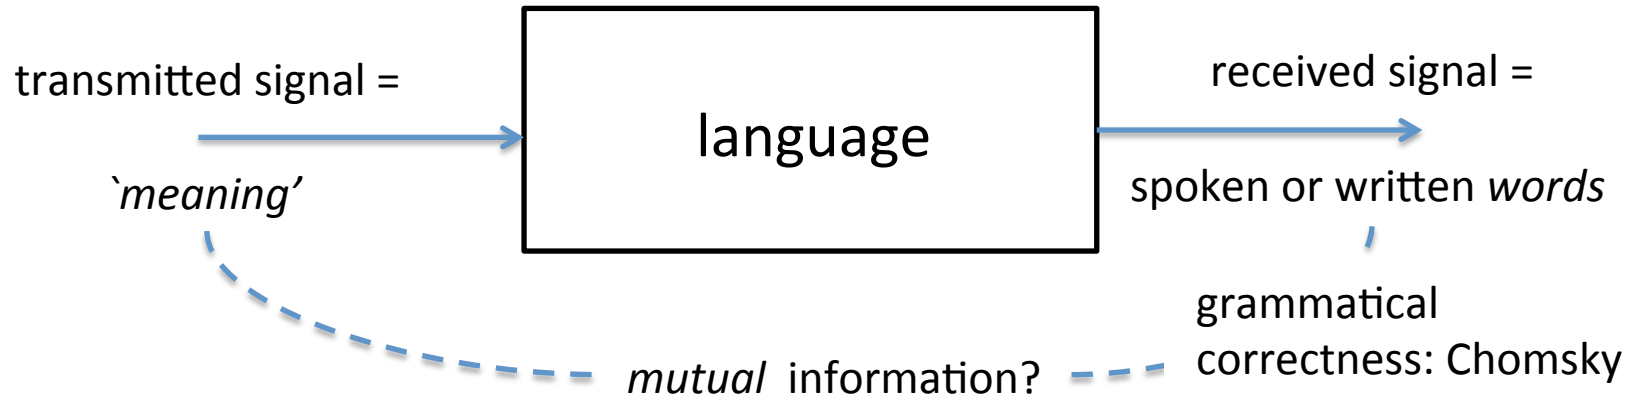 transmitted signal =
`meaning’
language
received signal =
spoken or written words
grammatical
correctness: Chomsky
mutual information?